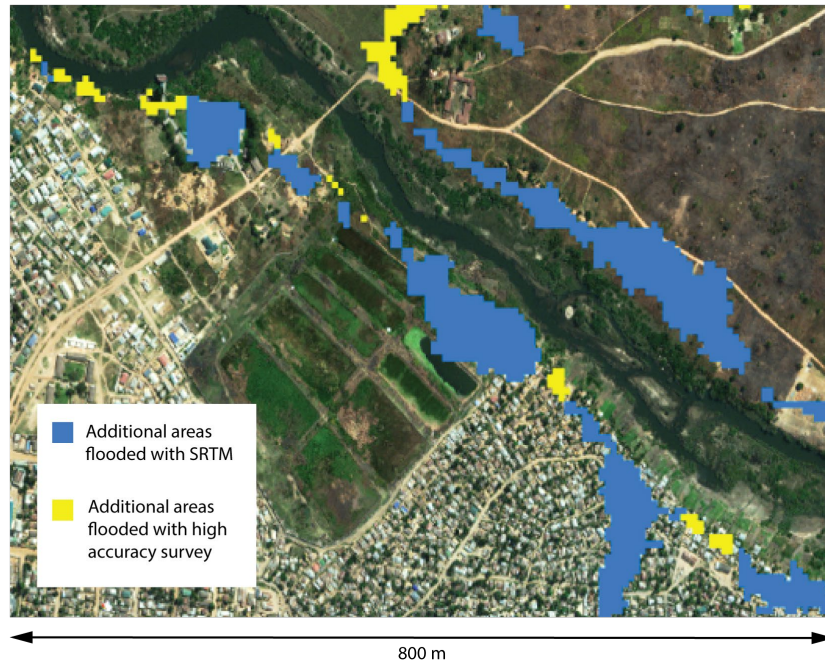 Additional areas
flooded with SRTM
Additional areas
flooded with high
accuracy survey
800 m